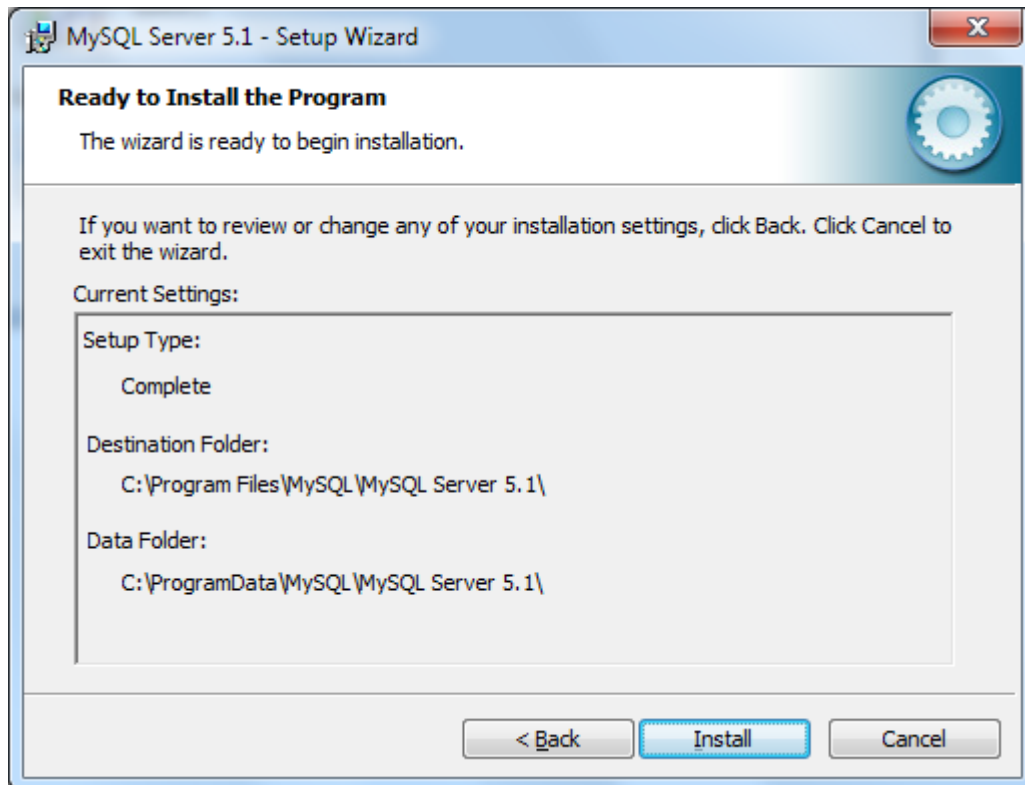 MySQL Server 5.1 - Setup Wizard
Ready to Install the Program
The wizard is ready to begin installation.
If you want to review or change any of your installation settings, click Back. Click Cancel to
exit the wizard.
Current Settings:
Setup Type:
Complete
Destination Folder:
C:\Program Files\MySQL\MySQL Server 5.1\
Data Folder:
C:\ProgramData\MySQL\MySQL Server 5.1\
< Back
Install
Cancel